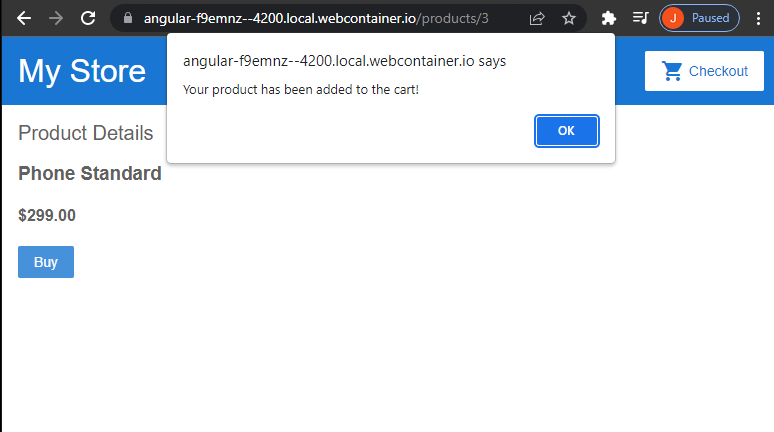 angular-f9emnz--4200.local.webcontainer.io/products/3
J Paused
angular-f9emnz--4200.local.webcontainer.io says
Your product has been added to the cart!
OK
My Store
Checkout
Product Details
Phone Standard
$299.00
Buy